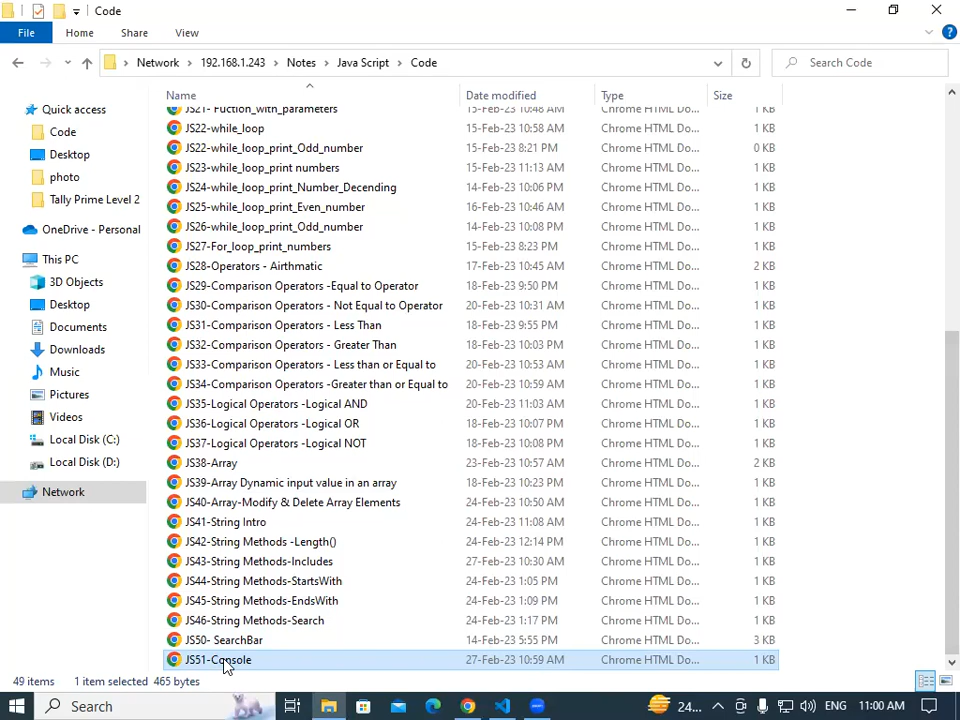 Code
File Home Share View
Network 192.168.1.243 Notes Java Script Code
Search Code
Name Date modified Type Size
Quick access
Code
Desktop
photo
Tally Prime Level 2
OneDrive - Personal
This PC
3D Objects
Desktop
Documents
Downloads
Music
Pictures
Videos
Local Disk (C:)
Local Disk (D:)
Network
JS21- Fuction_with_parameters 15-Feb-23 10:48 AM Chrome HTML Do... 1 KB
JS22-while_loop 15-Feb-23 10:58 AM Chrome HTML Do... 1 KB
JS22-while_loop_print_Odd_number 15-Feb-23 8:21 PM Chrome HTML Do... 0 KB
JS23-while_loop_print numbers 15-Feb-23 11:13 AM Chrome HTML Do... 1 KB
JS24-while_loop_print_Number_Decending 14-Feb-23 10:06 PM Chrome HTML Do... 1 KB
JS25-while_loop_print_Even_number 16-Feb-23 10:46 AM Chrome HTML Do... 1 KB
JS26-while_loop_print_Odd_number 14-Feb-23 10:08 PM Chrome HTML Do... 1 KB
JS27-For_loop_print_numbers 15-Feb-23 8:23 PM Chrome HTML Do... 1 KB
JS28-Operators - Airthmatic 17-Feb-23 10:45 AM Chrome HTML Do... 2 KB
JS29-Comparison Operators -Equal to Operator 18-Feb-23 9:50 PM Chrome HTML Do... 1 KB
JS30-Comparison Operators - Not Equal to Operator 20-Feb-23 10:31 AM Chrome HTML Do... 1 KB
JS31-Comparison Operators - Less Than 18-Feb-23 9:55 PM Chrome HTML Do... 1 KB
JS32-Comparison Operators - Greater Than 18-Feb-23 10:03 PM Chrome HTML Do... 1 KB
JS33-Comparison Operators - Less than or Equal to 20-Feb-23 10:53 AM Chrome HTML Do... 1 KB
JS34-Comparison Operators -Greater than or Equal to 20-Feb-23 10:59 AM Chrome HTML Do... 1 KB
JS35-Logical Operators -Logical AND 20-Feb-23 11:03 AM Chrome HTML Do... 1 KB
JS36-Logical Operators -Logical OR 18-Feb-23 10:07 PM Chrome HTML Do... 1 KB
JS37-Logical Operators -Logical NOT 18-Feb-23 10:08 PM Chrome HTML Do... 1 KB
JS38-Array 23-Feb-23 10:57 AM Chrome HTML Do... 2 KB
JS39-Array Dynamic input value in an array 18-Feb-23 10:23 PM Chrome HTML Do... 1 KB
JS40-Array-Modify & Delete Array Elements 24-Feb-23 10:50 AM Chrome HTML Do... 1 KB
JS41-String Intro 24-Feb-23 11:08 AM Chrome HTML Do... 1 KB
JS42-String Methods -Length() 24-Feb-23 12:14 PM Chrome HTML Do... 1 KB
JS43-String Methods-Includes 27-Feb-23 10:30 AM Chrome HTML Do... 1 KB
JS44-String Methods-StartsWith 24-Feb-23 1:05 PM Chrome HTML Do... 1 KB
JS45-String Methods-EndsWith 24-Feb-23 1:09 PM Chrome HTML Do... 1 KB
JS46-String Methods-Search 24-Feb-23 1:17 PM Chrome HTML Do... 1 KB
JS50- SearchBar 14-Feb-23 5:55 PM Chrome HTML Do... 3 KB
JS51-Console 27-Feb-23 10:59 AM Chrome HTML Do... 1 KB
49 items 1 item selected 465 bytes
Search 24... ENG 11:00 AM